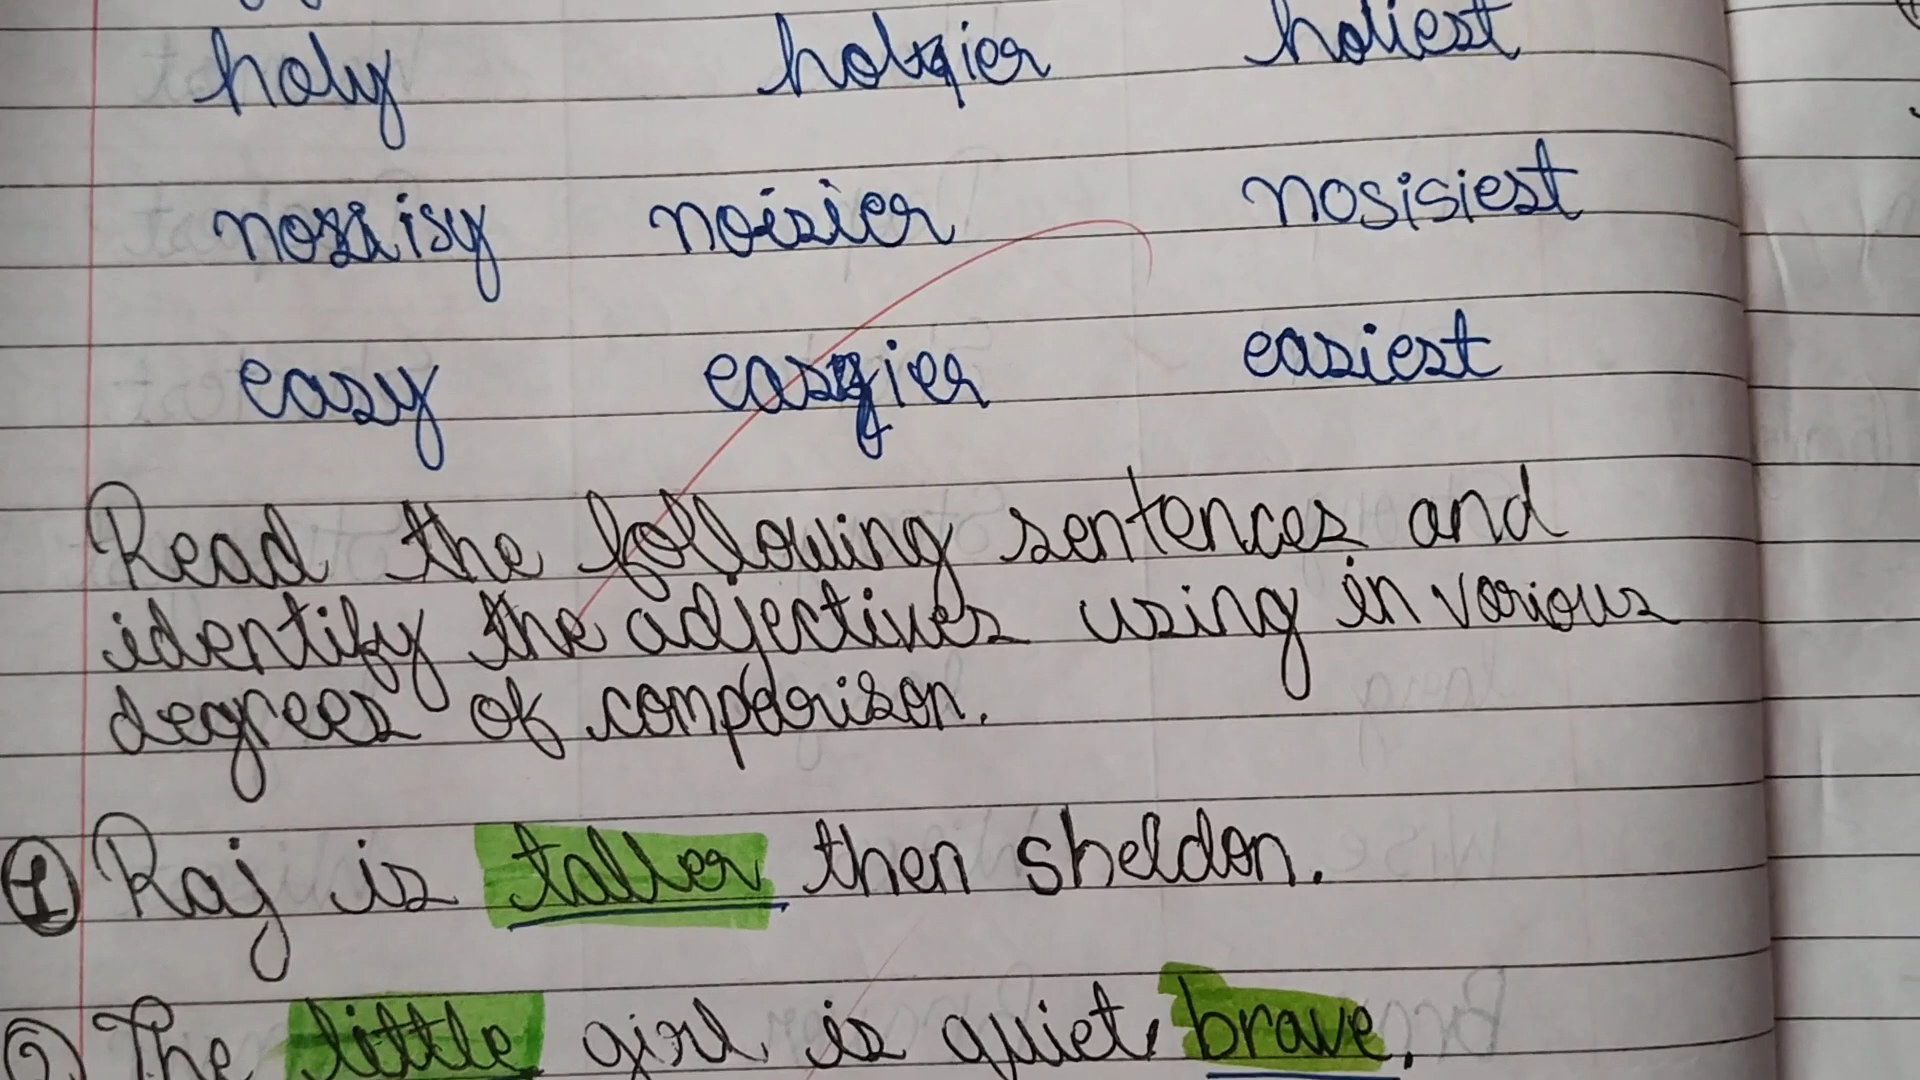 holy holier holiest
noisy noisier nosisiest
easy easier easiest
Read the following sentences and
identify the adjectives using in various
degrees of comparison.
1 Raj is taller then sheldon.
2 The little girl is quiet brave.